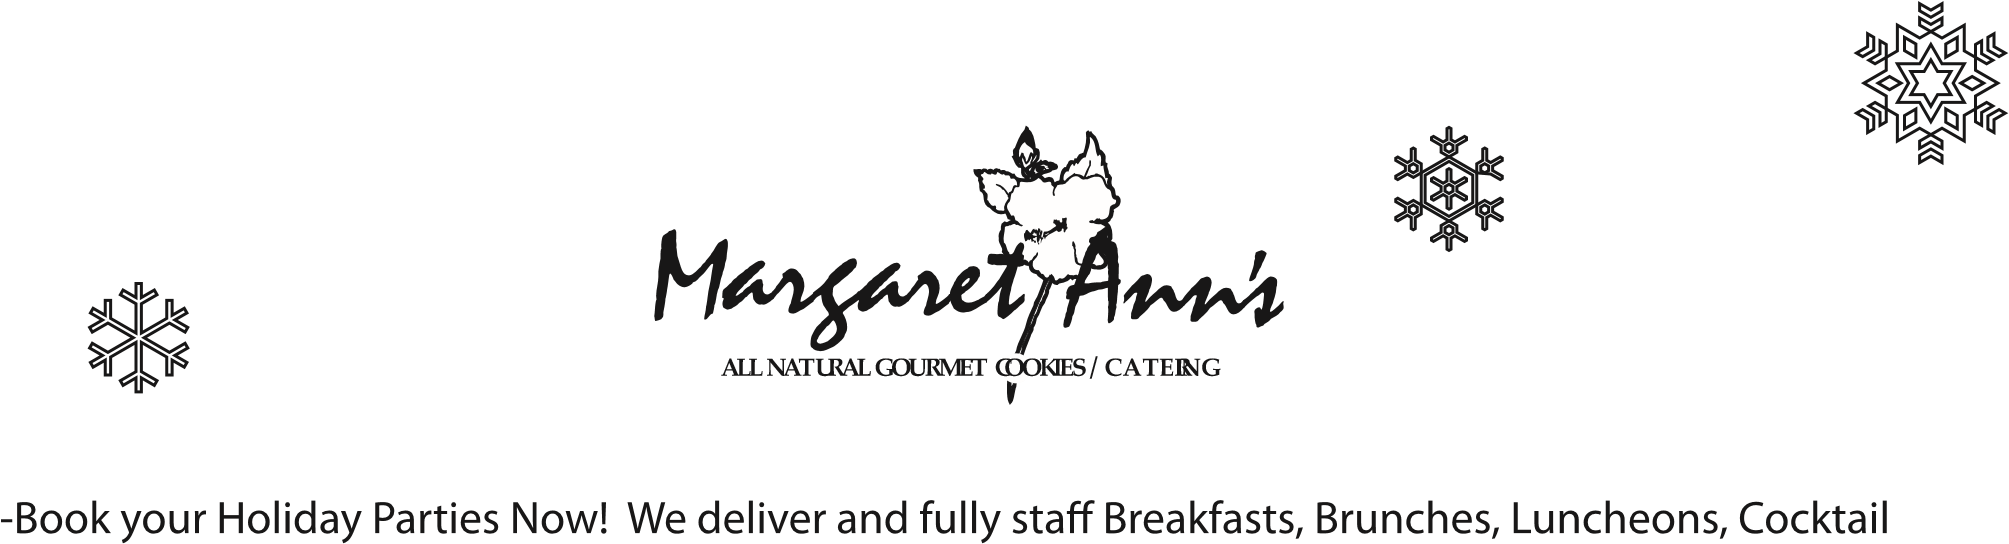 Margaret Ann's
ALL NATURAL GOURMET COOKIES / CATERING
-Book your Holiday Parties Now!  We deliver and fully staff Breakfasts, Brunches, Luncheons, Cocktail